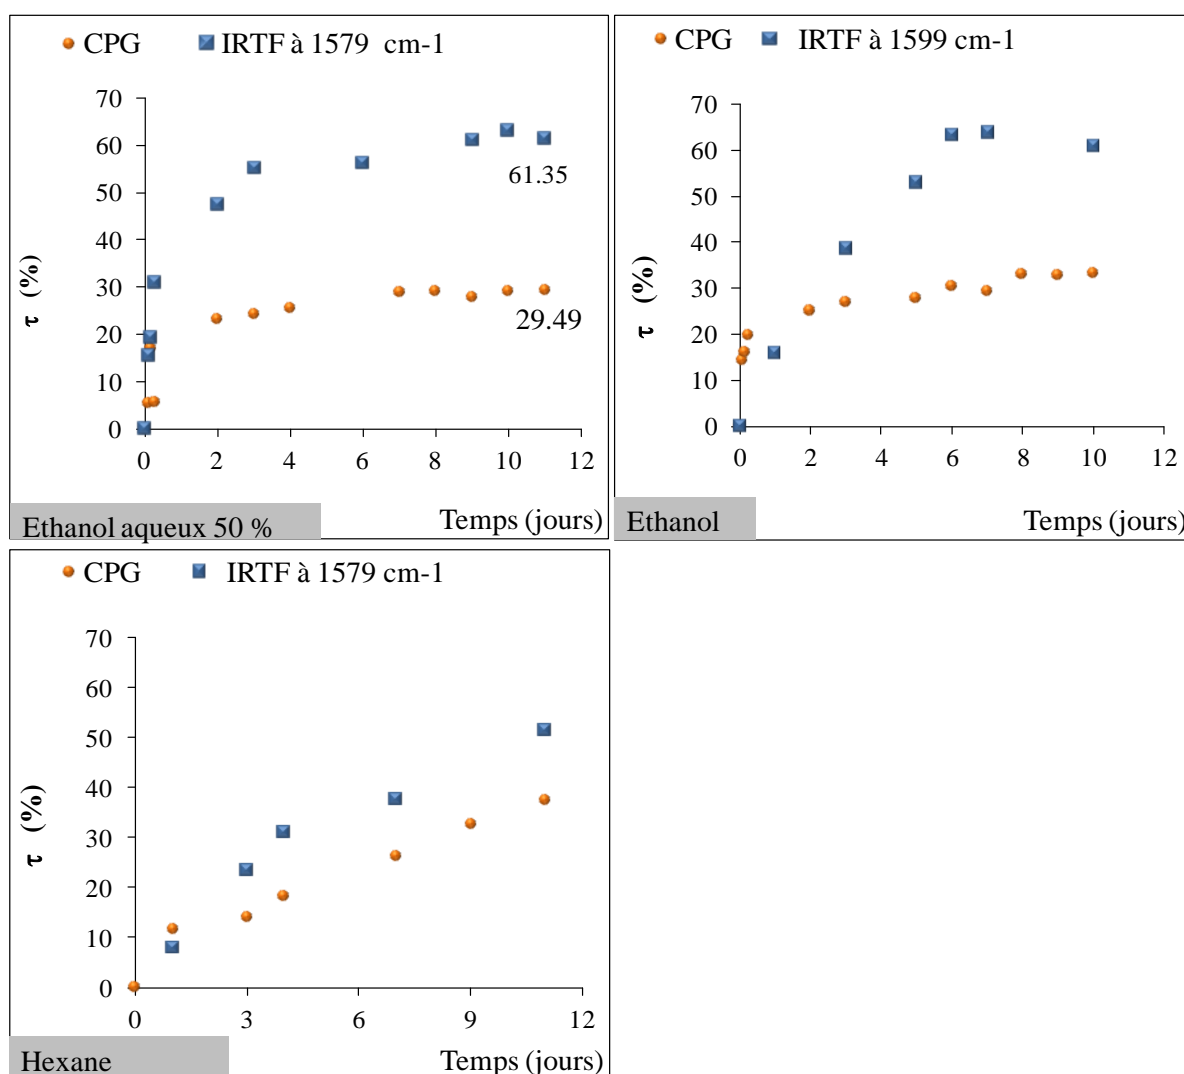 CPG IRTF à 1579 cm-1
70
60
50
40
30
20
10
0
τ (%)
61.35
29.49
0 2 4 6 8 10 12
Temps (jours)
Ethanol aqueux 50 %
CPG IRTF à 1599 cm-1
70
60
50
40
30
20
10
0
τ (%)
0 2 4 6 8 10 12
Temps (jours)
Ethanol
CPG IRTF à 1579 cm-1
70
60
50
40
30
20
10
0
τ (%)
0 3 6 9 12
Temps (jours)
Hexane